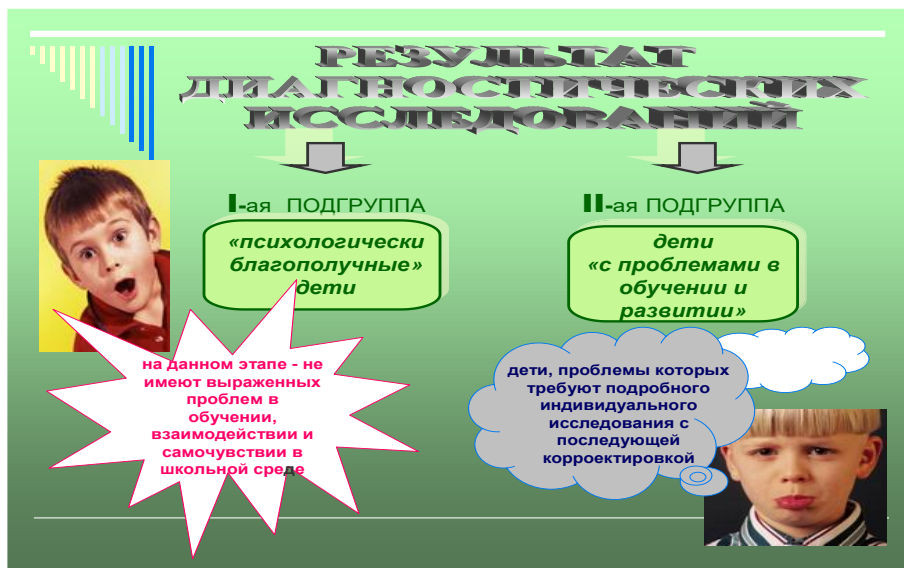 РЕЗУЛЬТАТ
ДИАГНОСТИЧЕСКИХ
ИССЛЕДОВАНИЙ
I-ая ПОДГРУППА
«психологически
благополучные»
дети
на данном этапе - не
имеют выраженных
проблем в
обучении,
взаимодействии и
самочувствии в
школьной среде
II-ая ПОДГРУППА
дети
«с проблемами в
обучении и
развитии»
дети, проблемы которых
требуют подробного
индивидуального
исследования с
последующей
корроектировкой